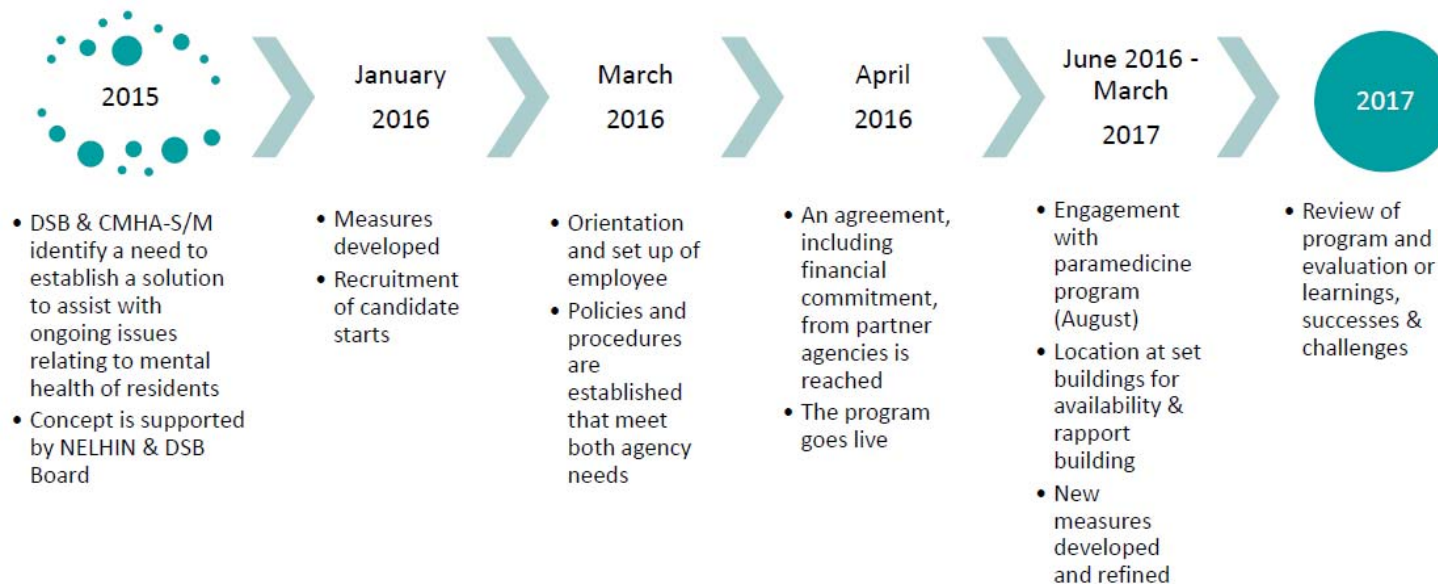 2015
• DSB & CMHA-S/M
identify a need to
establish a solution
to assist with
ongoing issues
relating to mental
health of residents
• Concept is supported
by NELHIN & DSB
Board
January
2016
• Measures
developed
• Recruitment
of candidate
starts
March
2016
• Orientation
and set up of
employee
• Policies and
procedures
are
established
that meet
both agency
needs
April
2016
• An agreement,
including
financial
commitment,
from partner
agencies is
reached
• The program
goes live
June 2016 -
March
2017
• Engagement
with
paramedicine
program
(August)
• Location at set
buildings for
availability &
rapport
building
• New
measures
developed
and refined
2017
• Review of
program and
evaluation or
learnings,
successes &
challenges